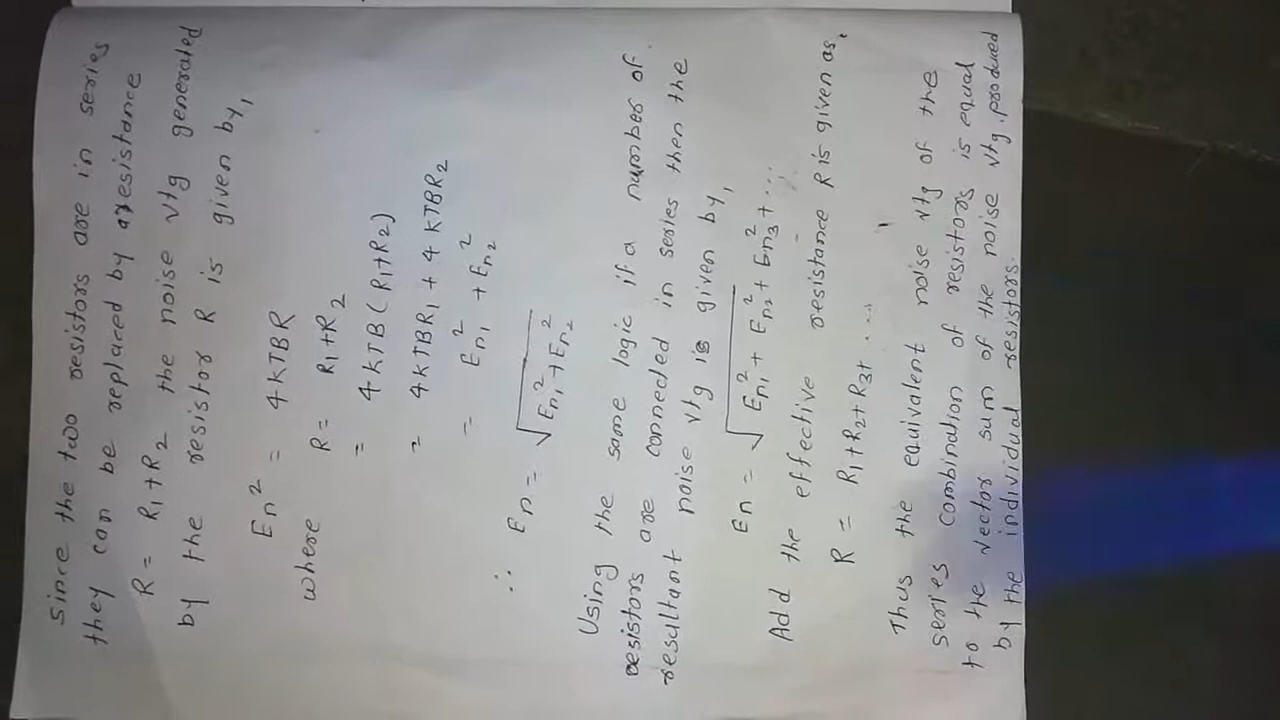 since the two resistors are in series
they can be replaced by a resistance
R = R1+R2 the noise vtg generated
by the resistor R is given by,
En² = 4KTBR
where R = R1+R2
= 4KTB (R1+R2)
= 4KTBR1 + 4KTBR2
= En1² + En2²
∴ En = √En1² + En2²
Using the same logic if a number of
resistors are connected in series then the
resultant noise vtg is given by,
En = √En1² + En2² + En3² + ...
Add the effective resistance R is given as,
R = R1+R2+R3+ ....
Thus the equivalent noise vtg of the
series combination of resistors is equal
to the vector sum of the noise vtg. produced
by the individual resistors.